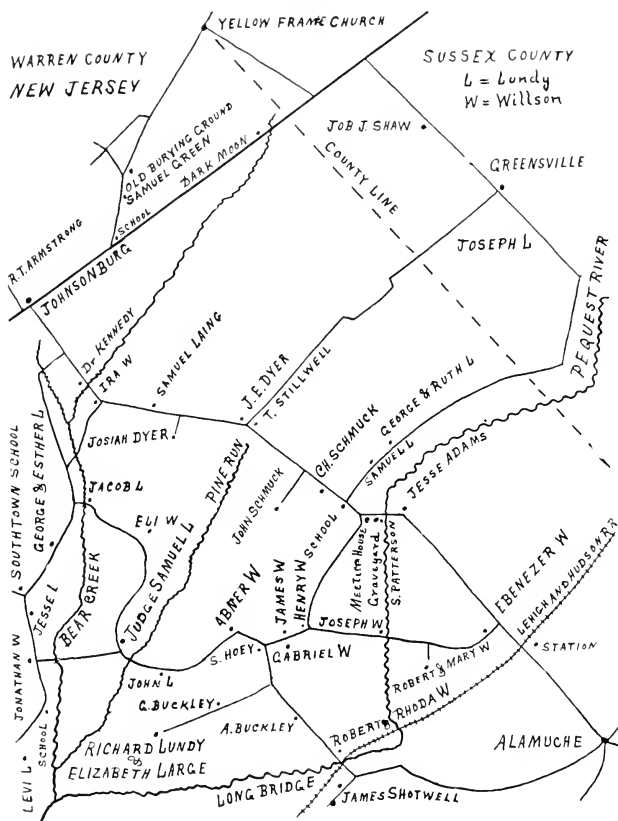 YELLOW FRAME CHURCH
WARREN COUNTY
NEW JERSEY
SUSSEX COUNTY
L = Lundy
W = Willson
JOB J. SHAW
OLD BURYING GROUND
SAMUEL GREEN
DARK MOON
SCHOOL
COUNTY LINE
GREENSVILLE
R.T. ARMSTRONG
JOHNSONBURG
JOSEPH L
PEQUEST RIVER
Dr KENNEDY
IRA W
SAMUEL LAING
J.E. DYER
T. STILLWELL
GEORGE & RUTH L
SAMUEL L
CH. SCHMUCK
JOSIAH DYER
JESSE ADAMS
SOUTHTOWN SCHOOL
GEORGE & ESTHER L
JACOB L
PINE RUN
JOHN SCHMUCK
SCHOOL
ELI W
MEETING HOUSE
Graveyard
S. PATTERSON
JESSE L
BEAR CREEK
JUDGE SAMUEL L
ABNER W
JAMES W
HENRY W
JOSEPH W
EBENEZER W
LEHIGH AND HUDSON R R
STATION
JONATHAN W
S. HOEY
GABRIEL W
ROBERT & MARY W
JOHN L
G. BUCKLEY
A. BUCKLEY
ROBERT & RHODA W
SCHOOL
LEVI L
RICHARD LUNDY
&
ELIZABETH LARGE
ALAMUCHE
LONG BRIDGE
JAMES SHOTWELL